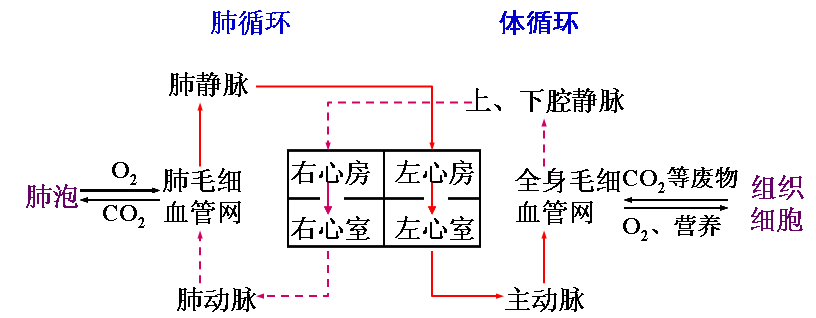 肺循环
体循环
肺静脉
上、下腔静脉
右心房
左心房
O₂
肺毛细
血管网
全身毛细
血管网
CO₂等废物
肺泡
CO₂
O₂、营养
组织
细胞
右心室
左心室
肺动脉
主动脉